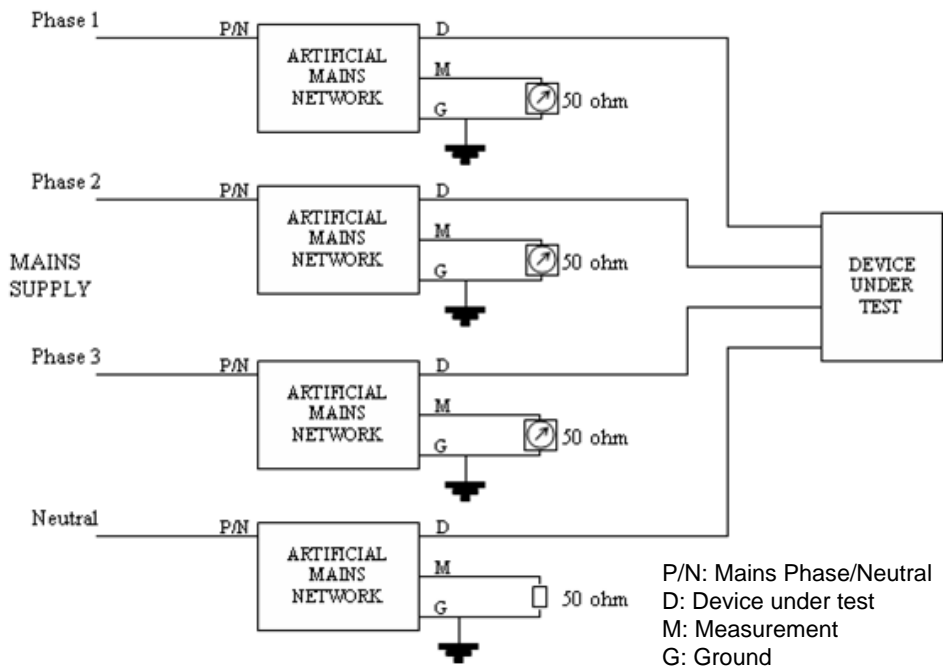 Phase 1
P/N
D
ARTIFICIAL
MAINS
NETWORK
M
G
50 ohm
Phase 2
P/N
D
ARTIFICIAL
MAINS
NETWORK
M
G
50 ohm
MAINS
SUPPLY
DEVICE
UNDER
TEST
Phase 3
P/N
D
ARTIFICIAL
MAINS
NETWORK
M
G
50 ohm
Neutral
P/N
D
ARTIFICIAL
MAINS
NETWORK
M
G
50 ohm
P/N: Mains Phase/Neutral
D: Device under test
M: Measurement
G: Ground